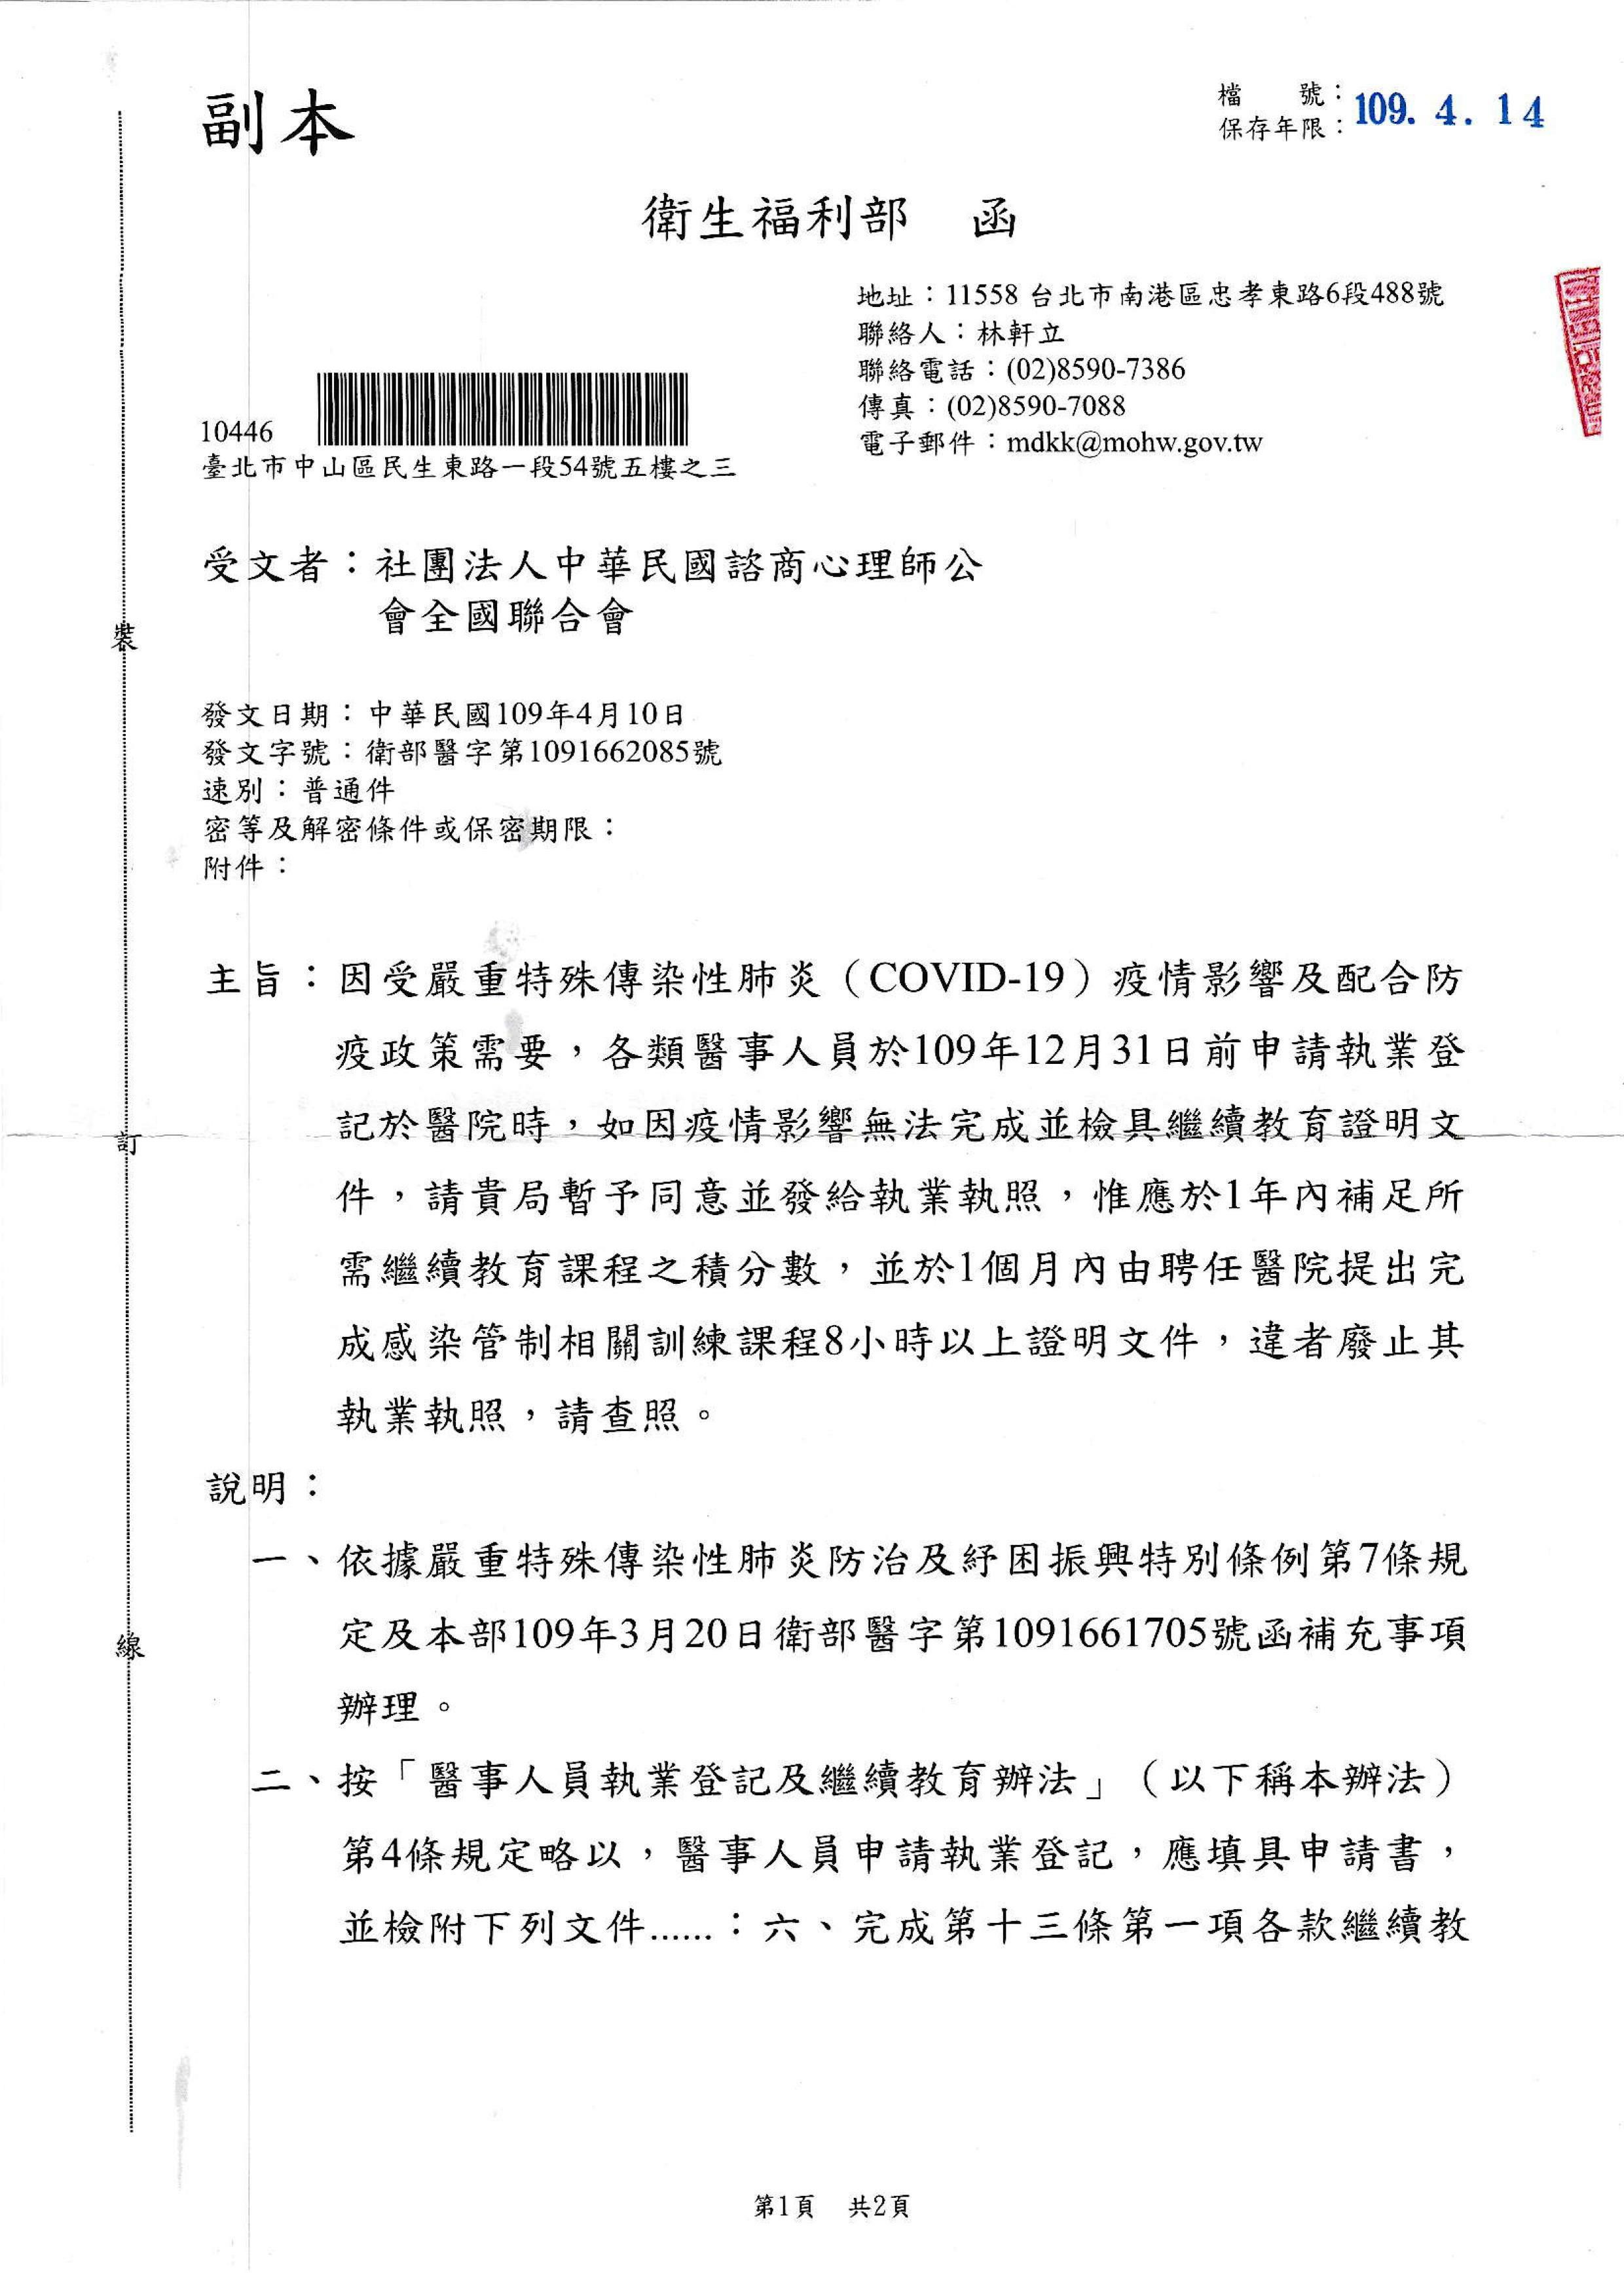 副本
檔　　號：
保存年限：
109. 4. 14
衛生福利部　函
地址：11558 台北市南港區忠孝東路6段488號
聯絡人：林軒立
聯絡電話：(02)8590-7386
傳真：(02)8590-7088
電子郵件：mdkk@mohw.gov.tw
10446
臺北市中山區民生東路一段54號五樓之三
受文者：社團法人中華民國諮商心理師公
會全國聯合會
發文日期：中華民國109年4月10日
發文字號：衛部醫字第1091662085號
速別：普通件
密等及解密條件或保密期限：
附件：
主旨：因受嚴重特殊傳染性肺炎（COVID-19）疫情影響及配合防
疫政策需要，各類醫事人員於109年12月31日前申請執業登
記於醫院時，如因疫情影響無法完成並檢具繼續教育證明文
件，請貴局暫予同意並發給執業執照，惟應於1年內補足所
需繼續教育課程之積分數，並於1個月內由聘任醫院提出完
成感染管制相關訓練課程8小時以上證明文件，違者廢止其
執業執照，請查照。
說明：
一、依據嚴重特殊傳染性肺炎防治及紓困振興特別條例第7條規
定及本部109年3月20日衛部醫字第1091661705號函補充事項
辦理。
二、按「醫事人員執業登記及繼續教育辦法」（以下稱本辦法）
第4條規定略以，醫事人員申請執業登記，應填具申請書，
並檢附下列文件......：六、完成第十三條第一項各款繼續教
裝
訂
線
第1頁　共2頁